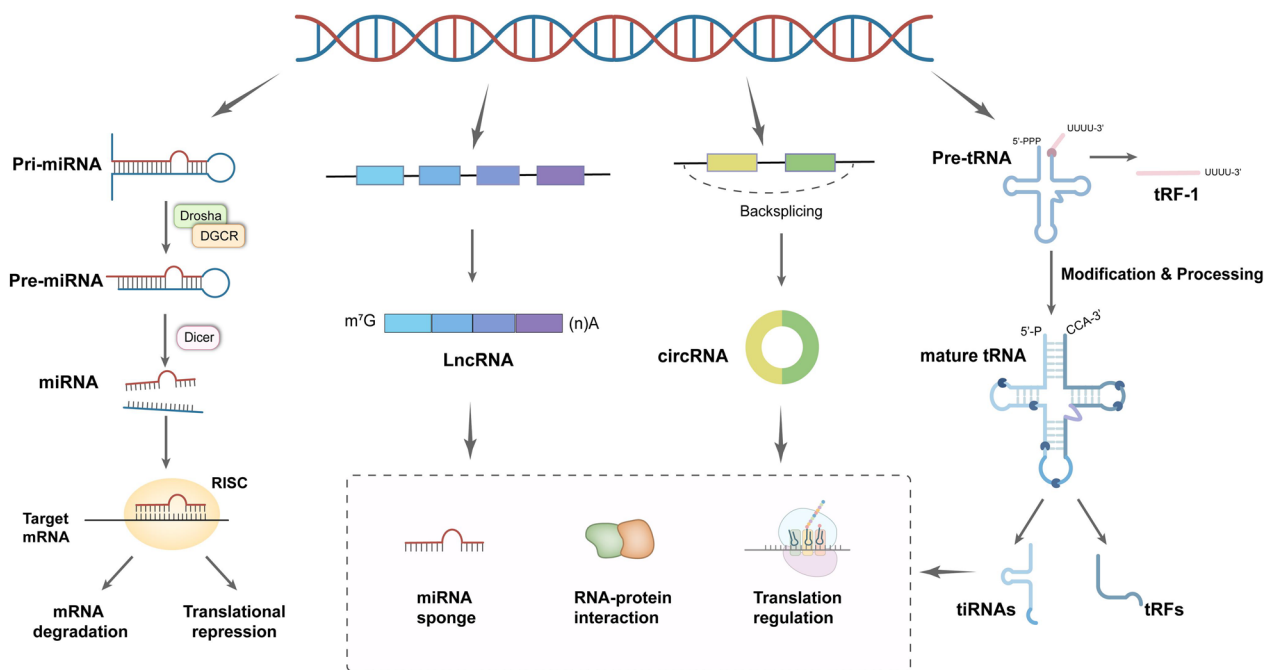 Pri-miRNA
Drosha
DGCR
Pre-miRNA
Dicer
miRNA
RISC
Target
mRNA
mRNA
degradation
Translational
repression
m⁷G
(n)A
LncRNA
Backsplicing
circRNA
miRNA
sponge
RNA-protein
interaction
Translation
regulation
Pre-tRNA
5'-PPP
UUUU-3'
UUUU-3'
tRF-1
Modification & Processing
5'-P
CCA-3'
mature tRNA
tiRNAs
tRFs